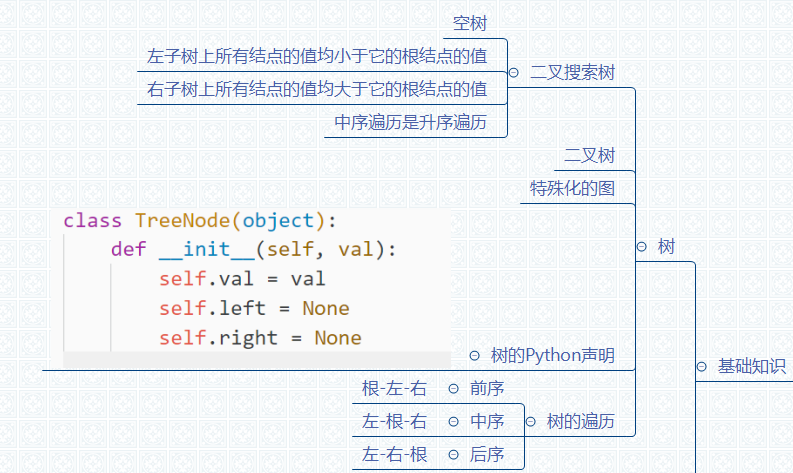 空树
左子树上所有结点的值均小于它的根结点的值
二叉搜索树
右子树上所有结点的值均大于它的根结点的值
中序遍历是升序遍历
二叉树
特殊化的图
class TreeNode(object):
def __init__(self, val):
树
self.val = val
self.left = None
self.right = None
树的Python声明
基础知识
根-左-右 前序
左-根-右 中序 树的遍历
左-右-根 后序